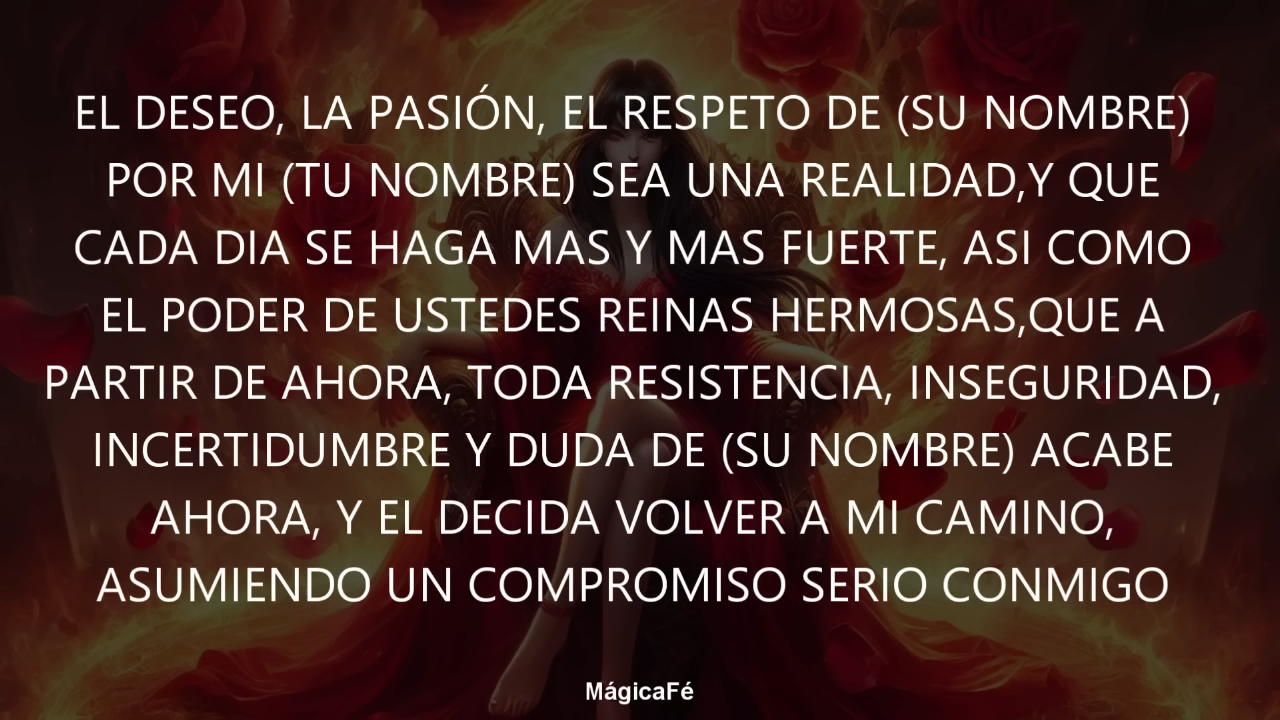 EL DESEO, LA PASIÓN, EL RESPETO DE (SU NOMBRE)
POR MI (TU NOMBRE) SEA UNA REALIDAD,Y QUE
CADA DIA SE HAGA MAS Y MAS FUERTE, ASI COMO
EL PODER DE USTEDES REINAS HERMOSAS,QUE A
PARTIR DE AHORA, TODA RESISTENCIA, INSEGURIDAD,
INCERTIDUMBRE Y DUDA DE (SU NOMBRE) ACABE
AHORA, Y EL DECIDA VOLVER A MI CAMINO,
ASUMIENDO UN COMPROMISO SERIO CONMIGO
MágicaFé